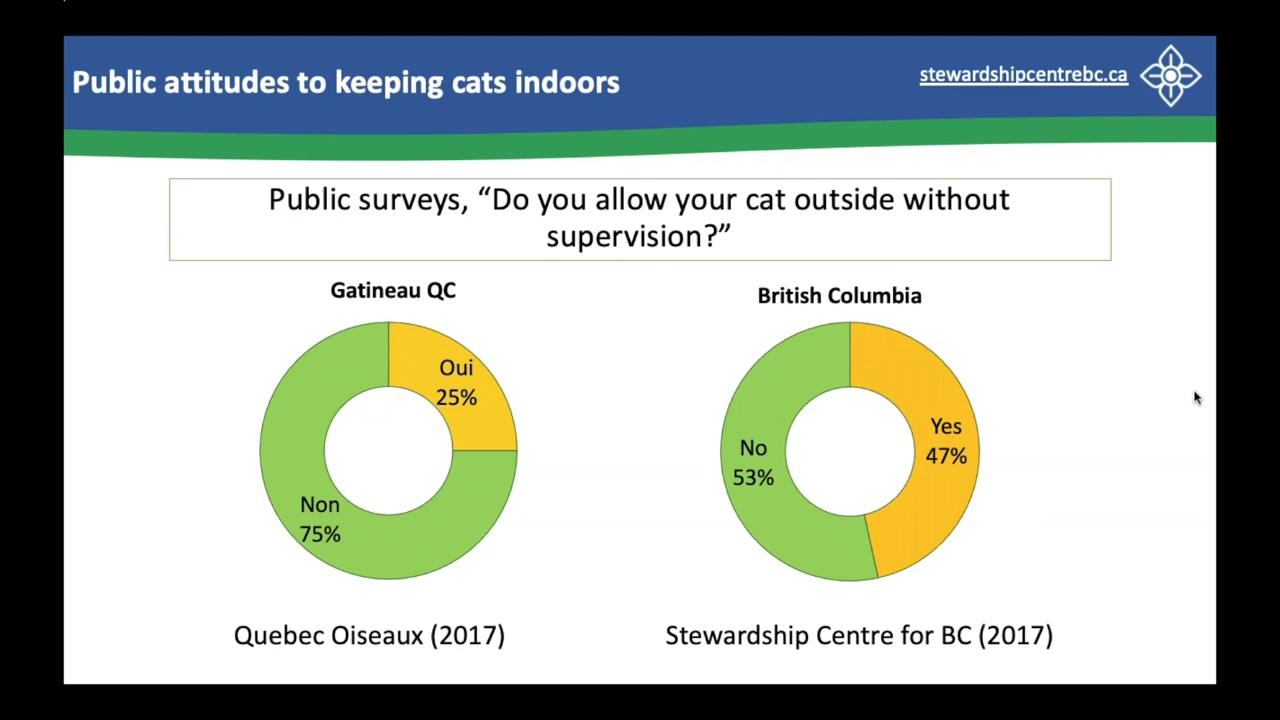 Public attitudes to keeping cats indoors
stewardshipcentrebc.ca
Public surveys, “Do you allow your cat outside without
supervision?”
Gatineau QC
Oui
25%
Non
75%
Quebec Oiseaux (2017)
British Columbia
Yes
47%
No
53%
Stewardship Centre for BC (2017)